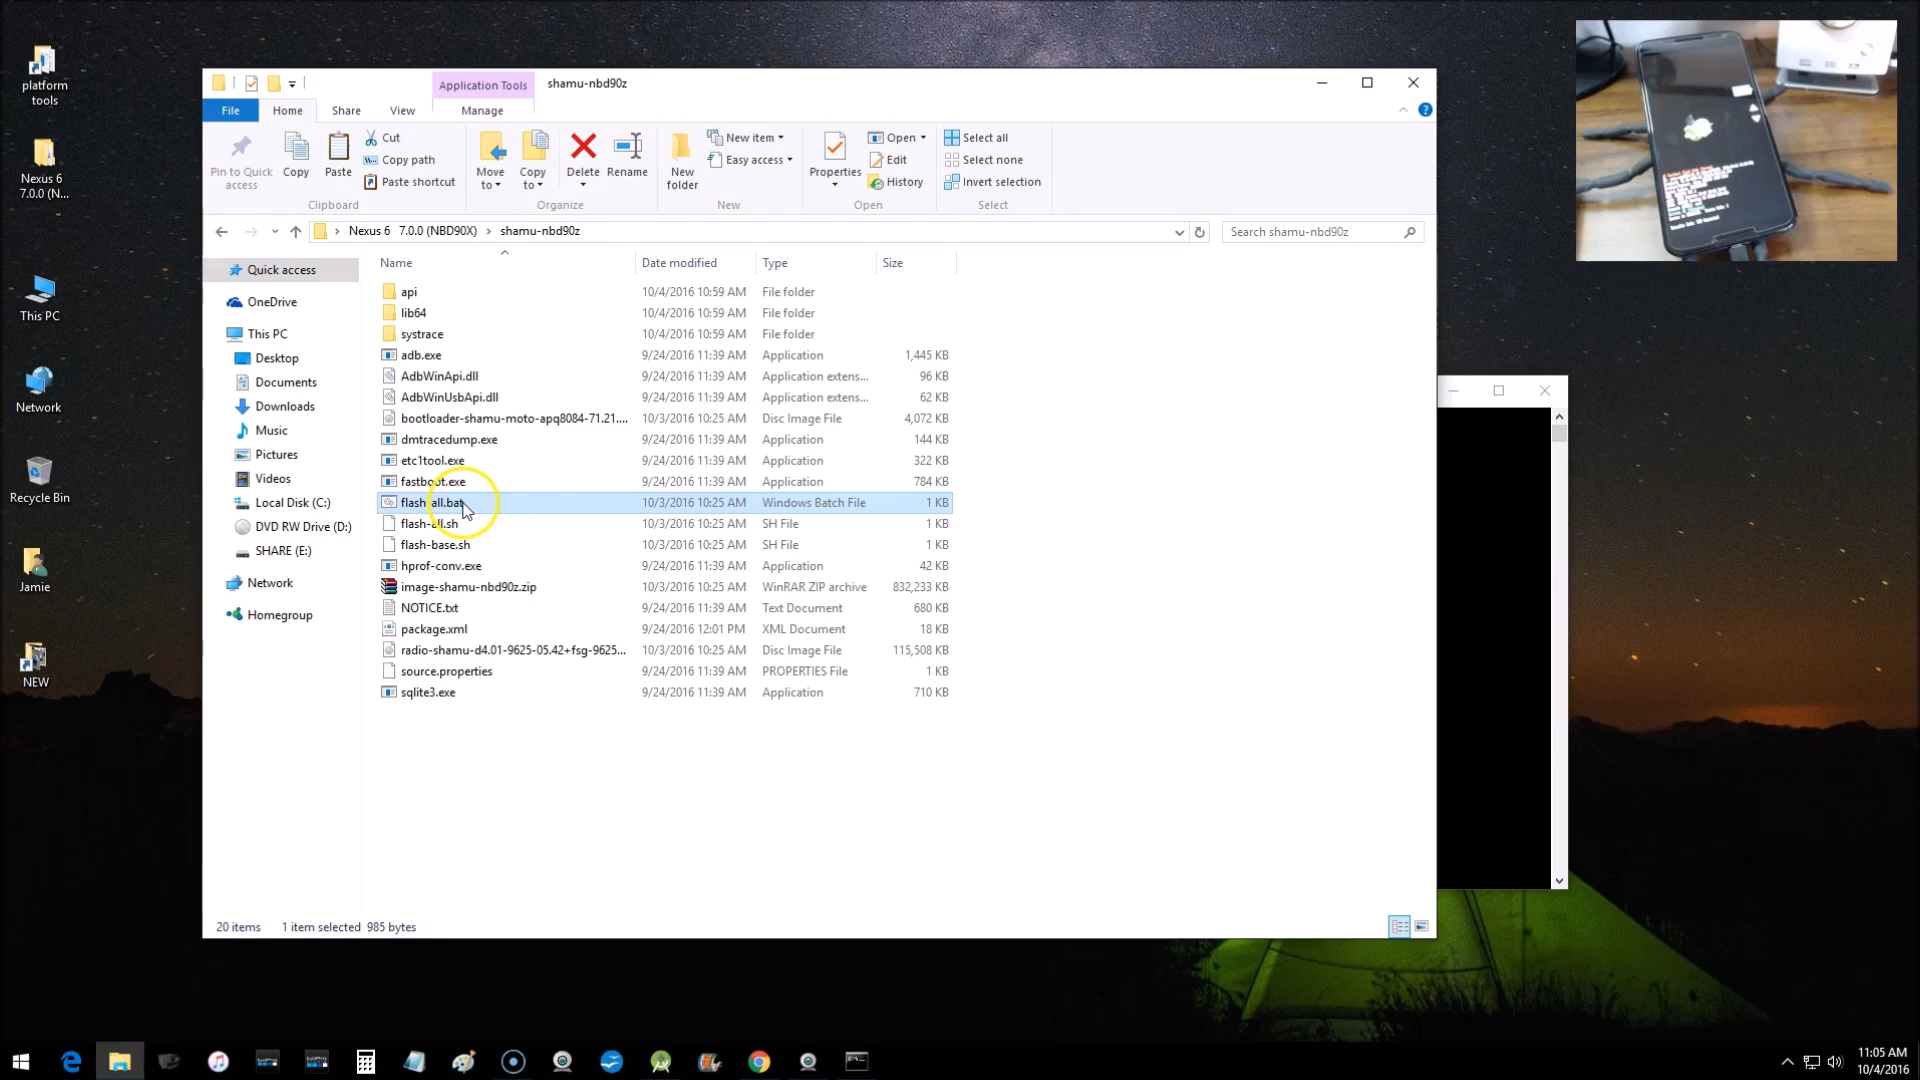 platform
tools
Nexus 6
7.0.0 (N...
This PC
Network
Recycle Bin
Jamie
NEW
Application Tools
shamu-nbd90z
File
Home
Share
View
Manage
Pin to Quick
access
Copy
Paste
Cut
Copy path
Paste shortcut
Clipboard
Move
to
Copy
to
Delete
Rename
Organize
New
folder
New item
Easy access
New
Properties
Open
Edit
History
Open
Select all
Select none
Invert selection
Select
Nexus 6 7.0.0 (NBD90X) > shamu-nbd90z
Search shamu-nbd90z
Quick access
OneDrive
This PC
Desktop
Documents
Downloads
Music
Pictures
Videos
Local Disk (C:)
DVD RW Drive (D:)
SHARE (E:)
Network
Homegroup
Name Date modified Type Size
api 10/4/2016 10:59 AM File folder
lib64 10/4/2016 10:59 AM File folder
systrace 10/4/2016 10:59 AM File folder
adb.exe 9/24/2016 11:39 AM Application 1,445 KB
AdbWinApi.dll 9/24/2016 11:39 AM Application extens... 96 KB
AdbWinUsbApi.dll 9/24/2016 11:39 AM Application extens... 62 KB
bootloader-shamu-moto-apq8084-71.21.... 10/3/2016 10:25 AM Disc Image File 4,072 KB
dmtracedump.exe 9/24/2016 11:39 AM Application 144 KB
etc1tool.exe 9/24/2016 11:39 AM Application 322 KB
fastboot.exe 9/24/2016 11:39 AM Application 784 KB
flash-all.bat 10/3/2016 10:25 AM Windows Batch File 1 KB
flash-all.sh 10/3/2016 10:25 AM SH File 1 KB
flash-base.sh 10/3/2016 10:25 AM SH File 1 KB
hprof-conv.exe 9/24/2016 11:39 AM Application 42 KB
image-shamu-nbd90z.zip 10/3/2016 10:25 AM WinRAR ZIP archive 832,233 KB
NOTICE.txt 9/24/2016 11:39 AM Text Document 680 KB
package.xml 9/24/2016 12:01 PM XML Document 18 KB
radio-shamu-d4.01-9625-05.42+fsg-9625... 10/3/2016 10:25 AM Disc Image File 115,508 KB
source.properties 9/24/2016 11:39 AM PROPERTIES File 1 KB
sqlite3.exe 9/24/2016 11:39 AM Application 710 KB
20 items 1 item selected 985 bytes
11:05 AM
10/4/2016